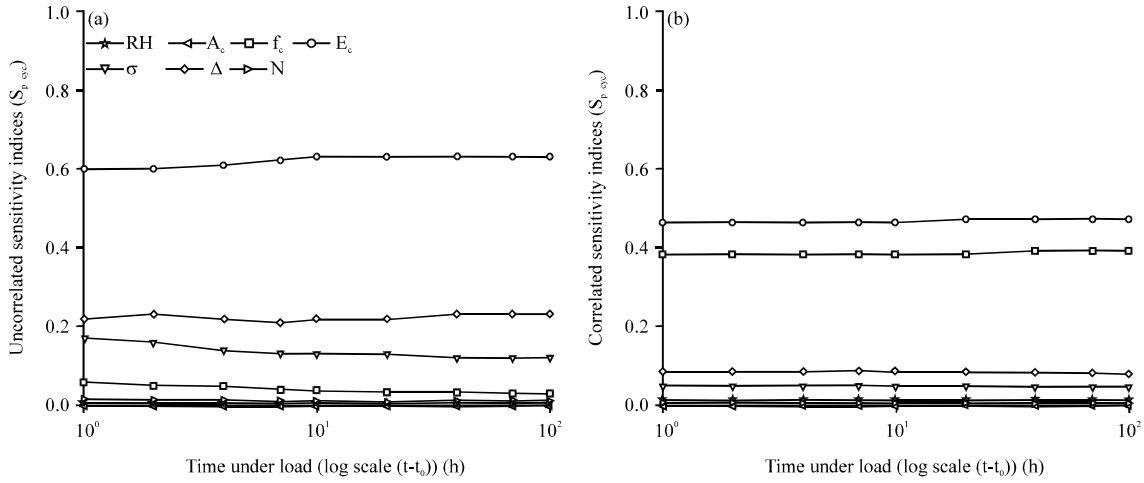 (a)
Uncorrelated sensitivity indices (S_p cyc)
1.0
0.8
0.6
0.4
0.2
0.0
RH A_c f_c E_c
σ Δ N
10^0 10^1 10^2
Time under load (log scale (t-t_0)) (h)
(b)
Correlated sensitivity indices (S_p cyc)
1.0
0.8
0.6
0.4
0.2
0.0
10^0 10^1 10^2
Time under load (log scale (t-t_0)) (h)